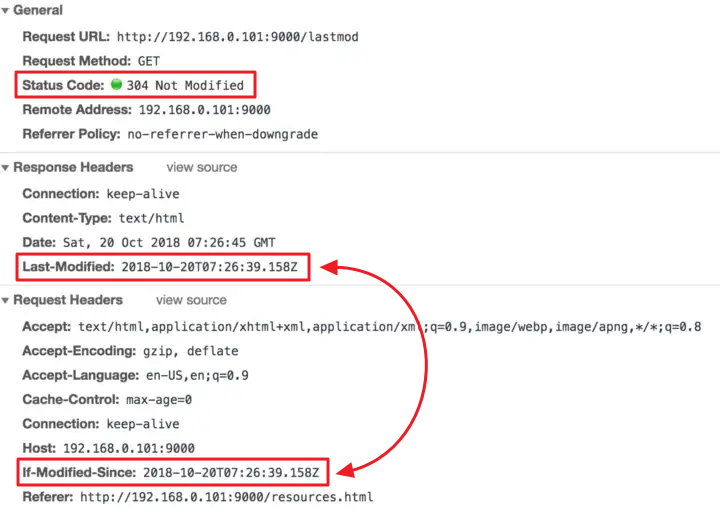 General
Request URL: http://192.168.0.101:9000/lastmod
Request Method: GET
Status Code: 304 Not Modified
Remote Address: 192.168.0.101:9000
Referrer Policy: no-referrer-when-downgrade
Response Headers view source
Connection: keep-alive
Content-Type: text/html
Date: Sat, 20 Oct 2018 07:26:45 GMT
Last-Modified: 2018-10-20T07:26:39.158Z
Request Headers view source
Accept: text/html,application/xhtml+xml,application/xml;q=0.9,image/webp,image/apng,*/*;q=0.8
Accept-Encoding: gzip, deflate
Accept-Language: en-US,en;q=0.9
Cache-Control: max-age=0
Connection: keep-alive
Host: 192.168.0.101:9000
If-Modified-Since: 2018-10-20T07:26:39.158Z
Referer: http://192.168.0.101:9000/resources.html